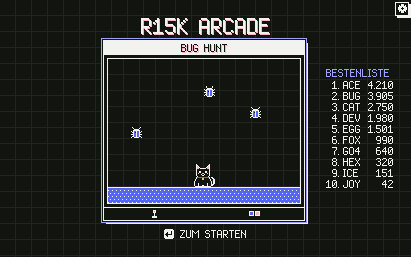 R15K ARCADE
BUG HUNT
BESTENLISTE
1. ACE 4.210
2. BUG 3.905
3. CAT 2.750
4. DEV 1.980
5. EGG 1.501
6. FOX 990
7. GO4 640
8. HEX 320
9. ICE 151
10. JOY 42
ZUM STARTEN